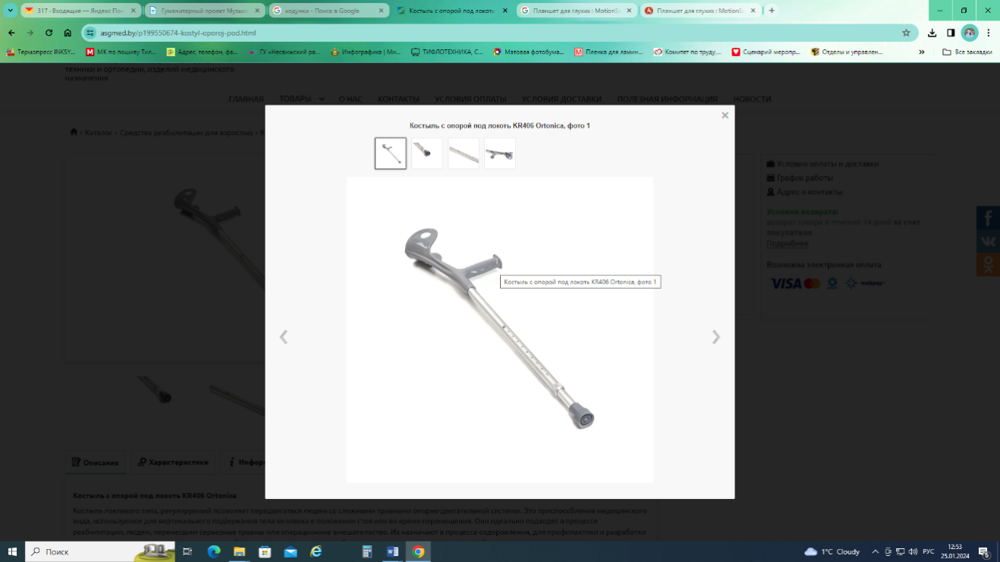 317 - Входящие — Яндекс По
Гуманитарный проект Музык
ходунки - Поиск в Google
Костыль с опорой под локоть
Планшет для глухих : MotionS
Планшет для глухих : MotionS
asgmed.by/p199550674-kostyl-oporoj-pod.html
Термопресс INKSY...
МК по пошиву Тил...
Адрес, телефон, фа...
ГУ «Несвижский ра...
Инфографика | Ми...
ТИФЛОТЕХНИКА, С...
Матовая фотобума...
Пленка для ламин...
Комитет по труду,...
Сценарий меропр...
Отделы и управлен...
Все закладки
техники и ортопедии, изделий медицинского
назначения
ГЛАВНАЯ ТОВАРЫ О НАС КОНТАКТЫ УСЛОВИЯ ОПЛАТЫ УСЛОВИЯ ДОСТАВКИ ПОЛЕЗНАЯ ИНФОРМАЦИЯ НОВОСТИ
› Каталог › Средства реабилитации для взрослых › К
Костыль с опорой под локоть KR406 Ortonica, фото 1
Костыль с опорой под локоть KR406 Ortonica, фото 1
Условия оплаты и доставки
График работы
Адрес и контакты
Условия возврата:
возврат товара в течение 14 дней за счет
покупателя
Подробнее
Возможна электронная оплата
VISA webpay
Описание
Характеристики
Информ
Костыль с опорой под локоть KR406 Ortonica
Костыль локтевого типа, регулируемый позволяет передвигаться людям со сложными травмами опорно-двигательной системы. Это приспособление медицинского
вида, используемое для вертикального поддержания тела человека в положении стоя или во время перемещения. Они идеально подходят в процессе
реабилитации, людям, перенесшим серьезные травмы или операционное вмешательство. Их назначают в процессе оздоровления, для профилактики и разработки
Поиск
1°C Cloudy
РУС
12:53
25.01.2024
6